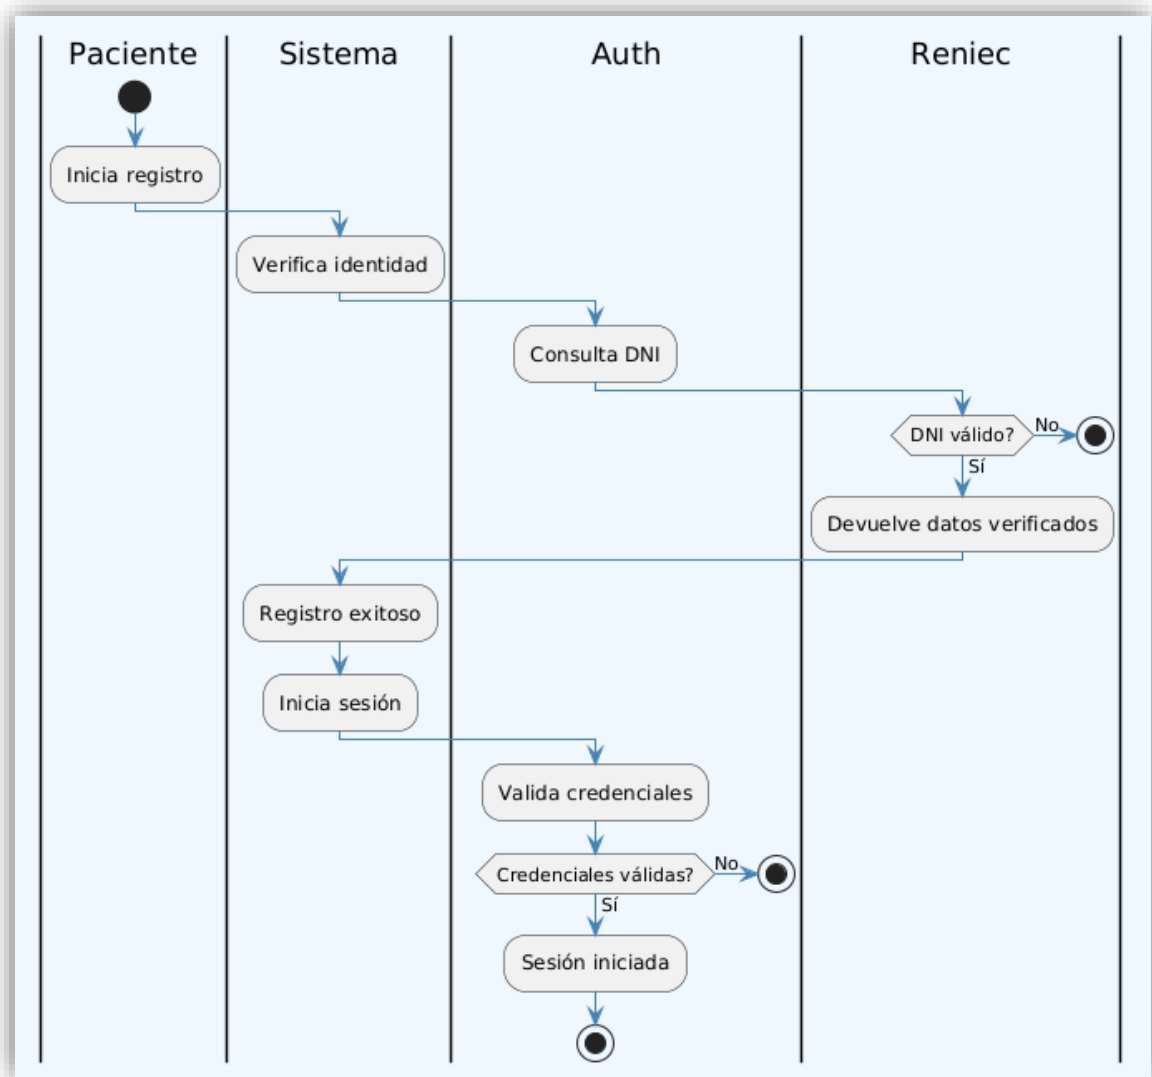 Paciente
Sistema
Auth
Reniec
Inicia registro
Verifica identidad
Consulta DNI
DNI válido?
No
Sí
Devuelve datos verificados
Registro exitoso
Inicia sesión
Valida credenciales
Credenciales válidas?
No
Sí
Sesión iniciada